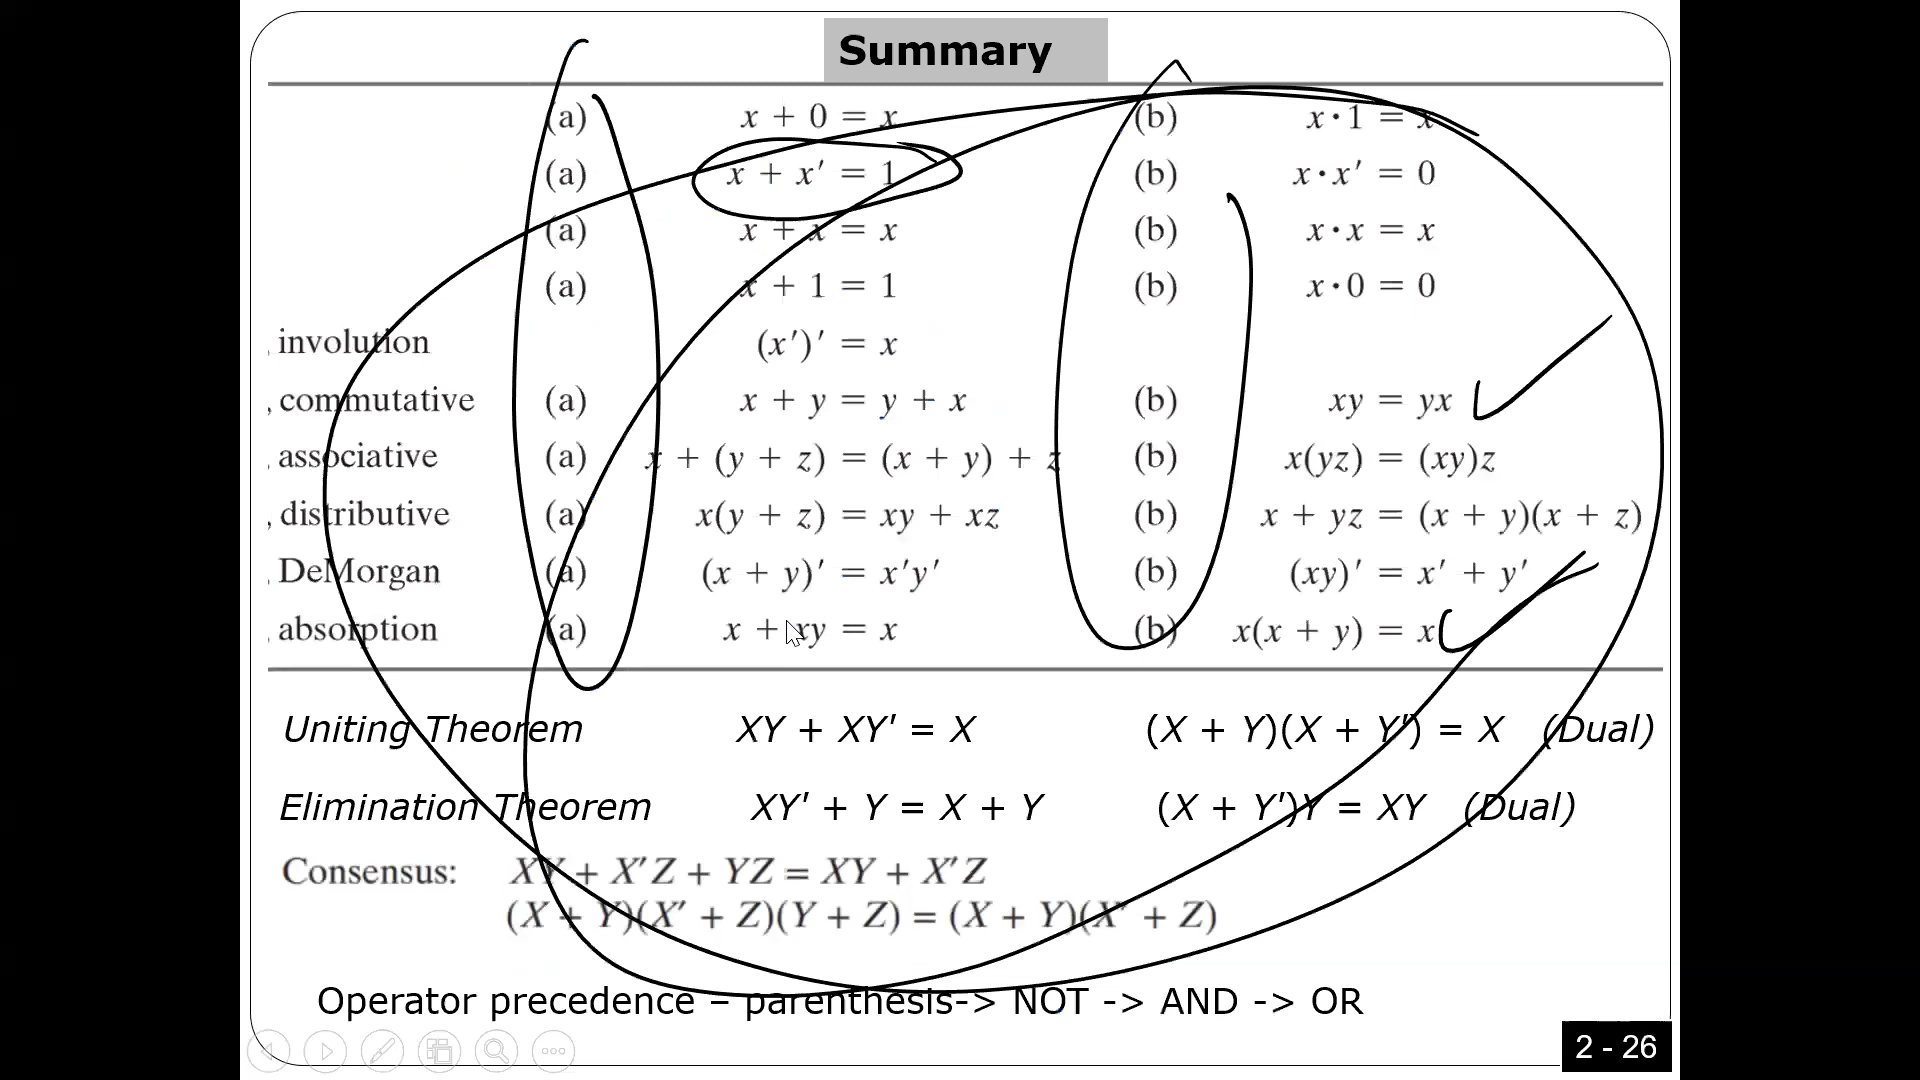 Summary
(a) x + 0 = x (b) x · 1 = x
(a) x + x′ = 1 (b) x · x′ = 0
(a) x + x = x (b) x · x = x
(a) x + 1 = 1 (b) x · 0 = 0
, involution (x′)′ = x
, commutative (a) x + y = y + x (b) xy = yx
, associative (a) x + (y + z) = (x + y) + z (b) x(yz) = (xy)z
, distributive (a) x(y + z) = xy + xz (b) x + yz = (x + y)(x + z)
, DeMorgan (a) (x + y)′ = x′y′ (b) (xy)′ = x′ + y′
, absorption (a) x + xy = x (b) x(x + y) = x
Uniting Theorem XY + XY′ = X (X + Y)(X + Y′) = X (Dual)
Elimination Theorem XY′ + Y = X + Y (X + Y′)Y = XY (Dual)
Consensus: XY + X′Z + YZ = XY + X′Z
(X + Y)(X′ + Z)(Y + Z) = (X + Y)(X′ + Z)
Operator precedence – parenthesis-> NOT -> AND -> OR
2 - 26